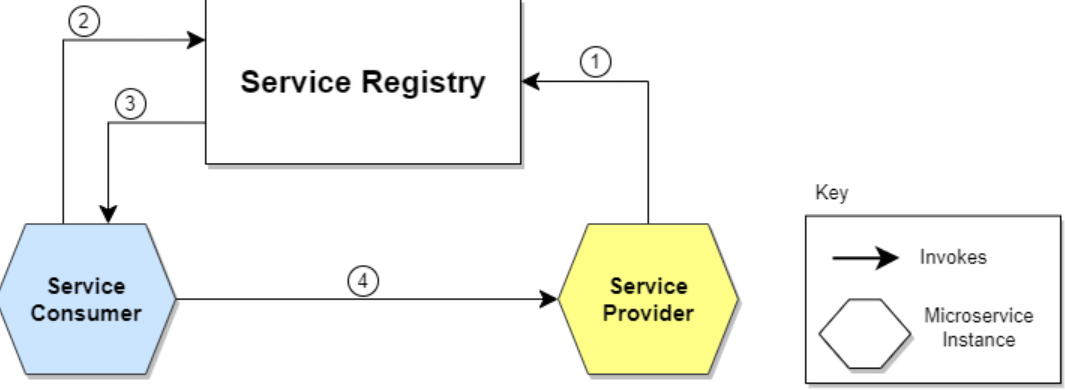 2
1
Service Registry
3
Key
Invokes
Service
Consumer
4
Service
Provider
Microservice
Instance